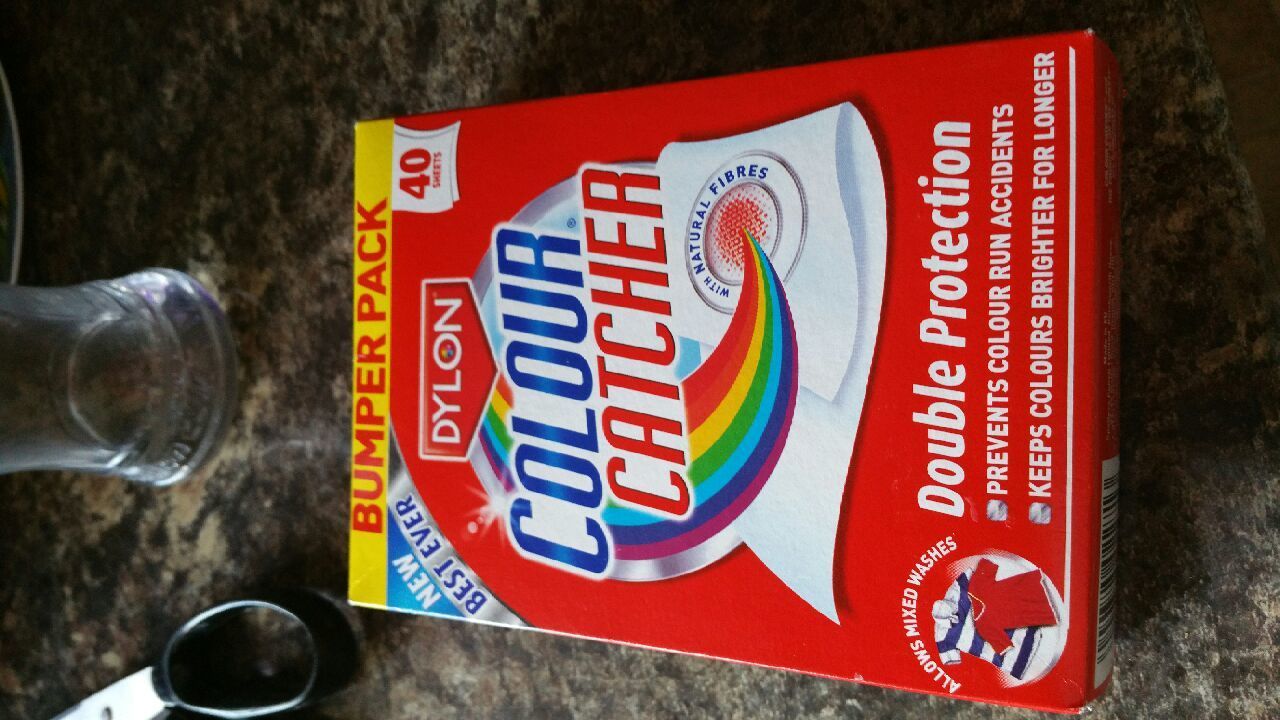 BUMPER PACK
40
SHEETS
NEW
BEST EVER
DYLON
COLOUR®
CATCHER
WITH NATURAL FIBRES
Double Protection
PREVENTS COLOUR RUN ACCIDENTS
KEEPS COLOURS BRIGHTER FOR LONGER
ALLOWS MIXED WASHES